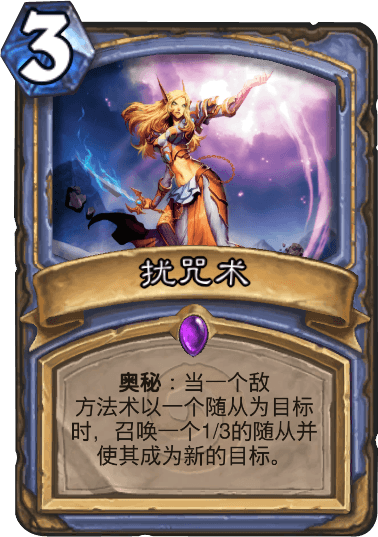 3
扰咒术
奥秘：当一个敌
方法术以一个随从为目标
时，召唤一个1/3的随从并
使其成为新的目标。